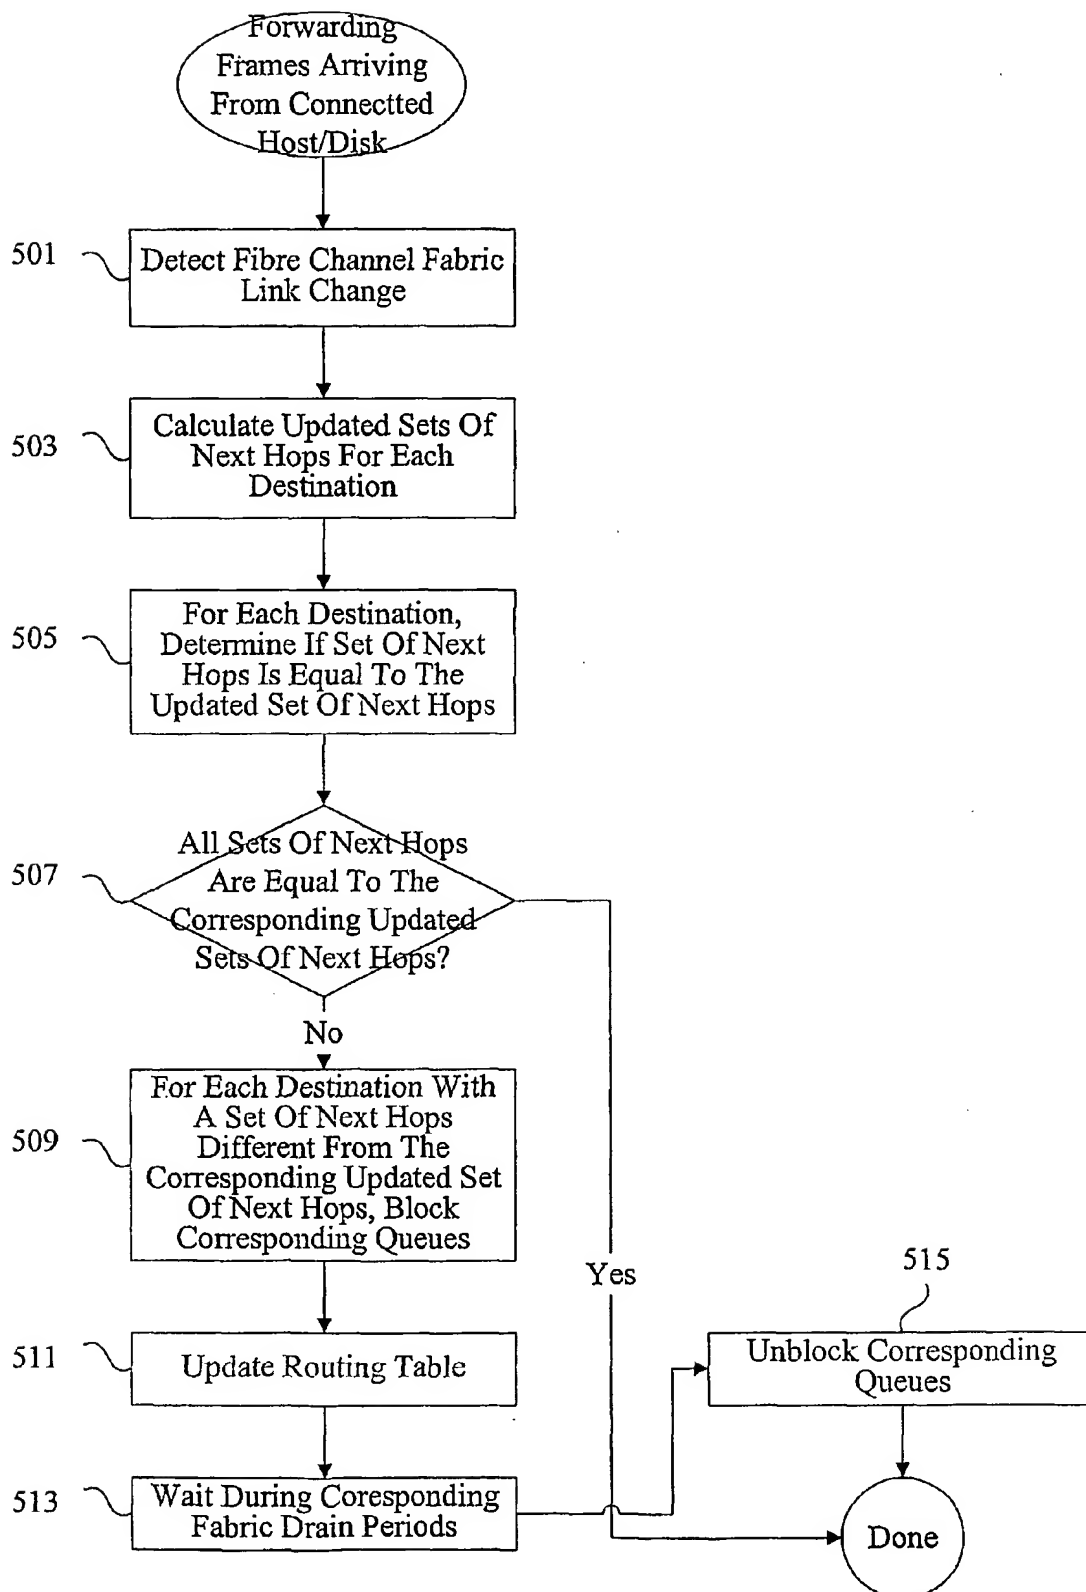 Forwarding
Frames Arriving
From Connectted
Host/Disk
501
Detect Fibre Channel Fabric
Link Change
503
Calculate Updated Sets Of
Next Hops For Each
Destination
505
For Each Destination,
Determine If Set Of Next
Hops Is Equal To The
Updated Set Of Next Hops
507
All Sets Of Next Hops
Are Equal To The
Corresponding Updated
Sets Of Next Hops?
No
509
For Each Destination With
A Set Of Next Hops
Different From The
Corresponding Updated Set
Of Next Hops, Block
Corresponding Queues
Yes
511
Update Routing Table
513
Wait During Coresponding
Fabric Drain Periods
515
Unblock Corresponding
Queues
Done